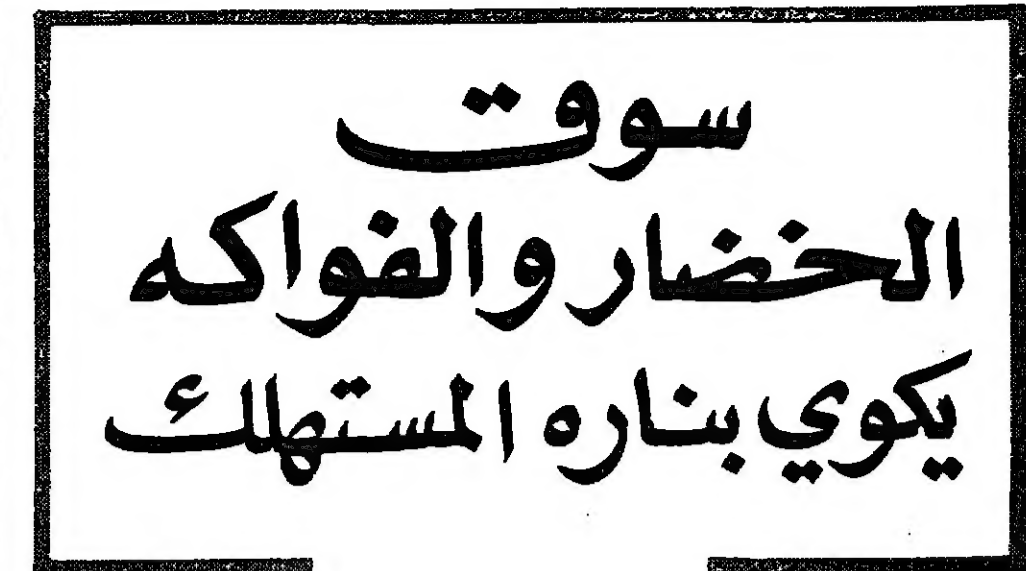 سوق
الخضار والفواكه
يكوي بناره المستهلك